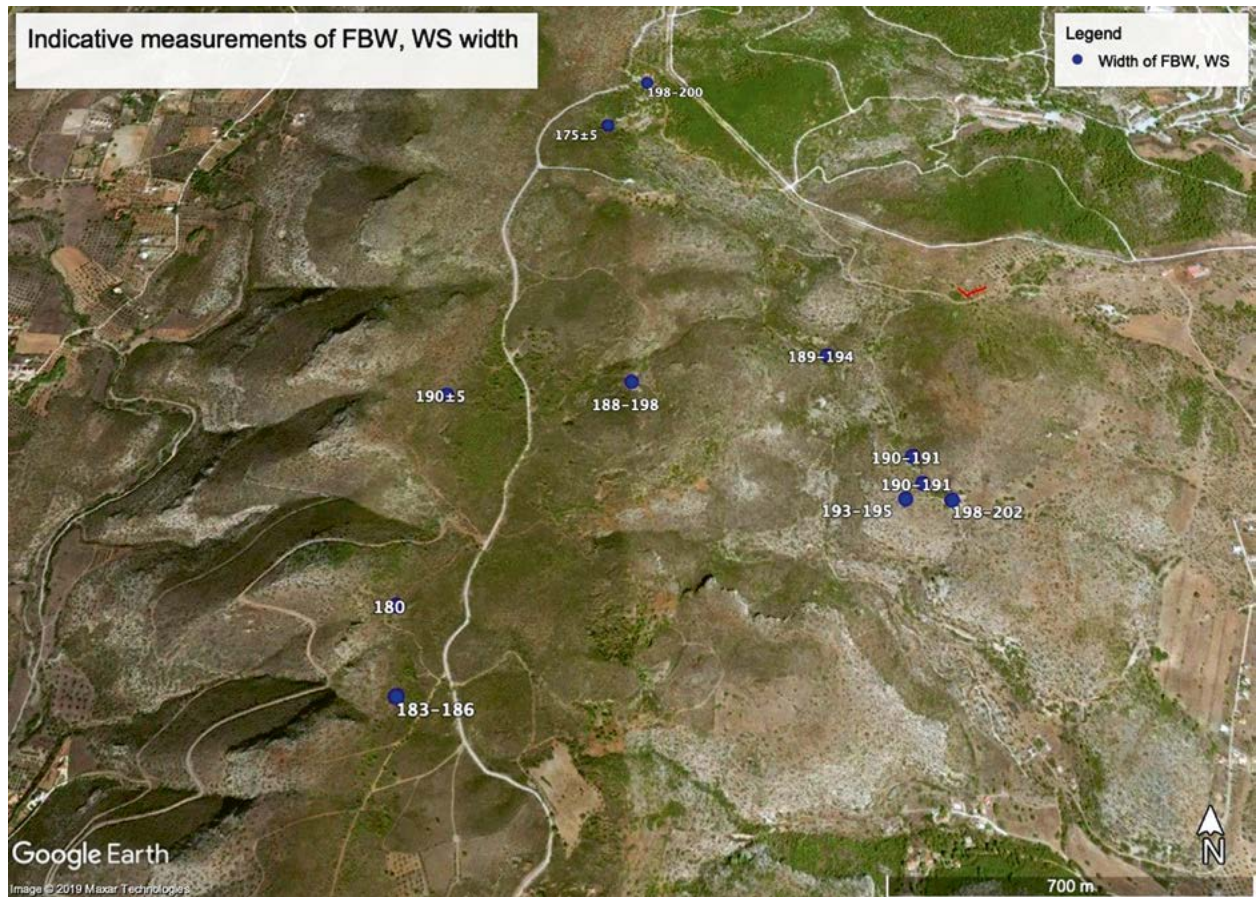 Indicative measurements of FBW, WS width
Legend
Width of FBW, WS
198-200
175±5
189-194
190±5
188-198
190-191
190-191
193-195
198-202
180
183-186
N
Google Earth
700 m
Image © 2019 Maxar Technologies